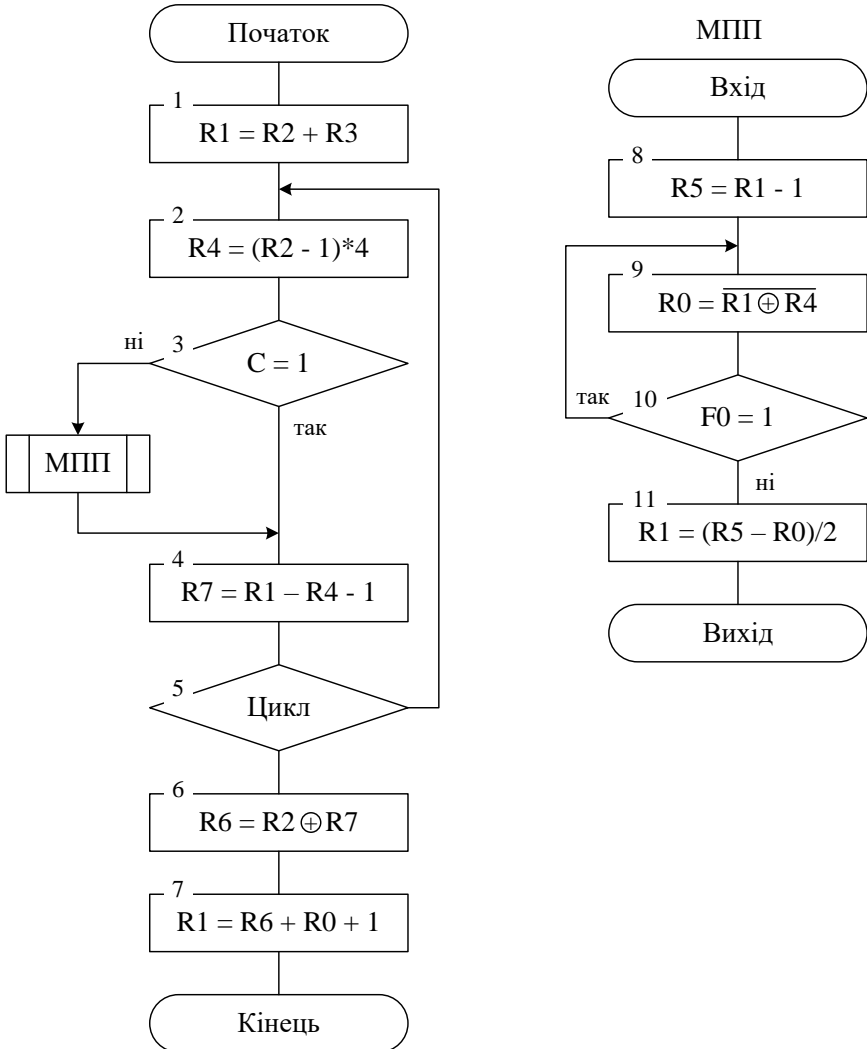 Початок
1
R1 = R2 + R3
2
R4 = (R2 - 1)*4
3
C = 1
ні
так
МПП
4
R7 = R1 – R4 - 1
5
Цикл
6
R6 = R2 ⊕ R7
7
R1 = R6 + R0 + 1
Кінець
МПП
Вхід
8
R5 = R1 - 1
9
R0 = R̅1̅ ̅⊕̅ ̅R̅4̅
10
F0 = 1
так
ні
11
R1 = (R5 – R0)/2
Вихід